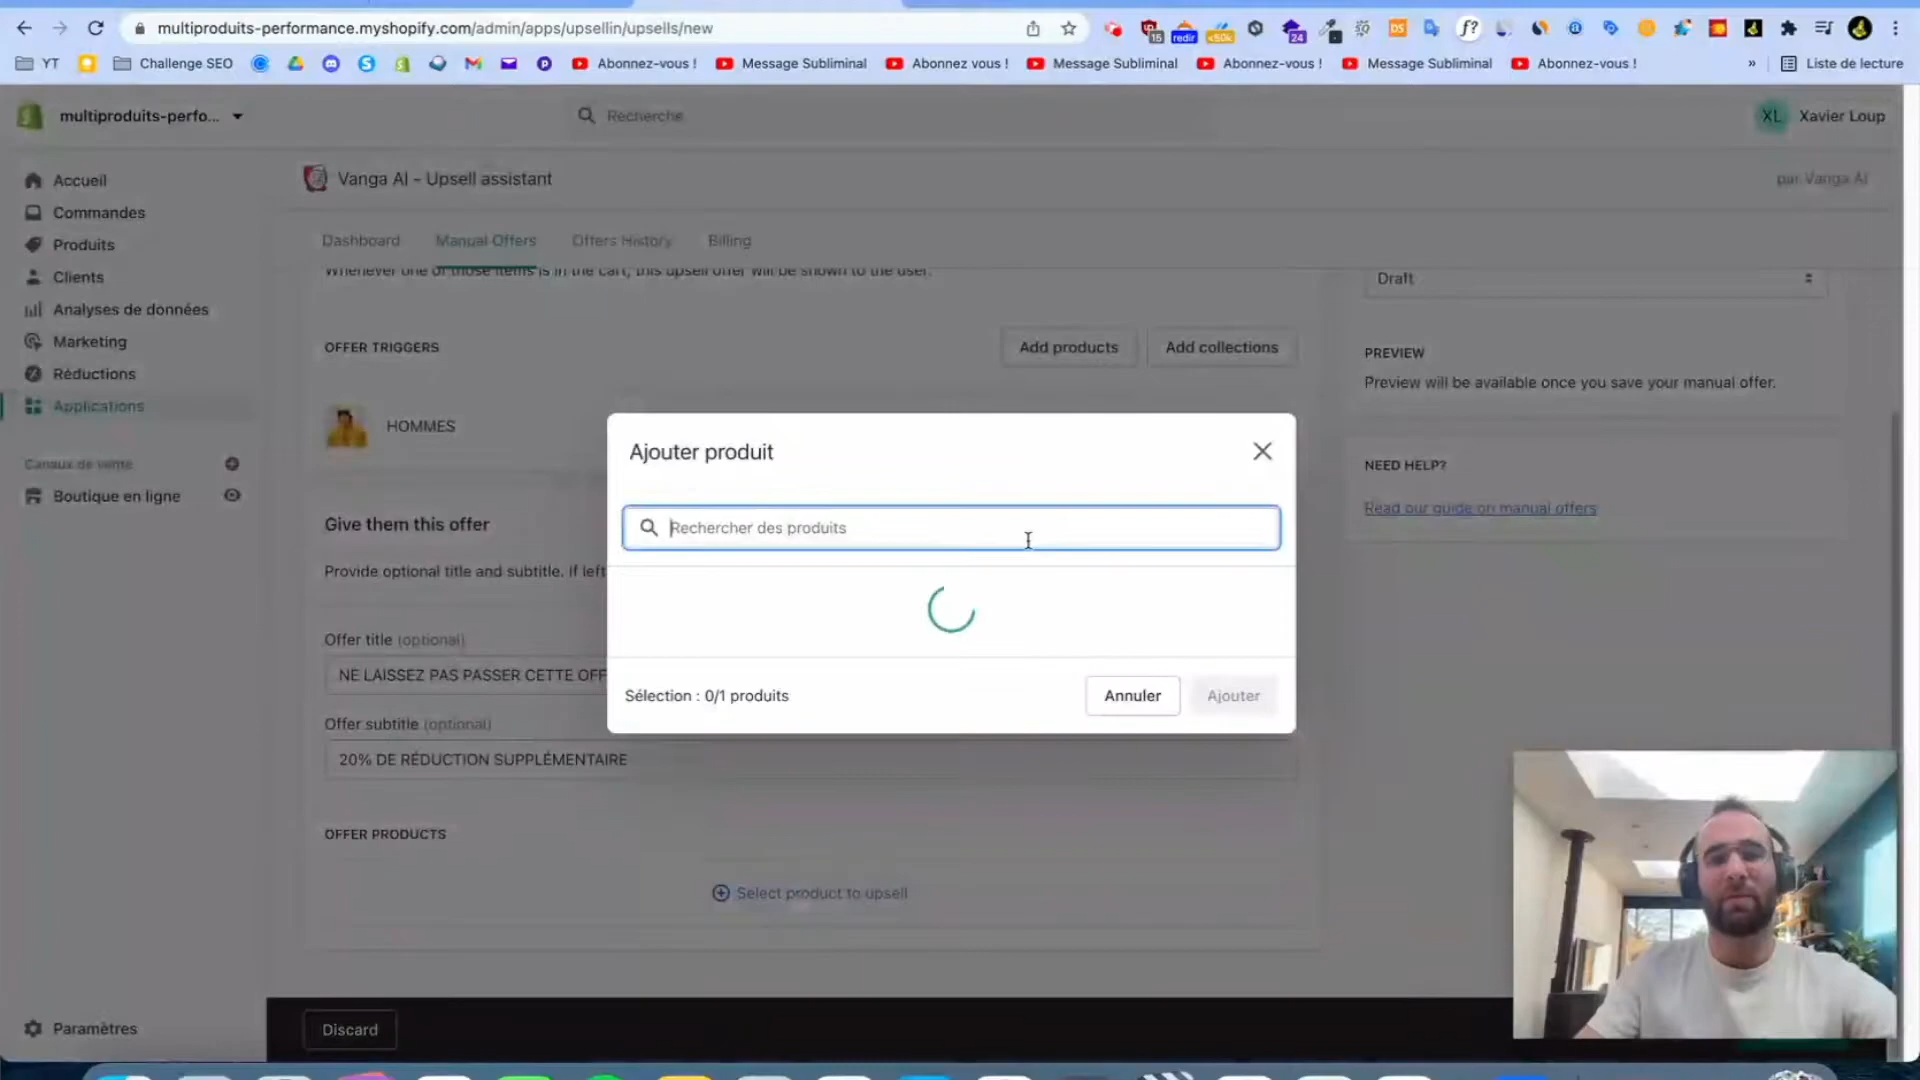 multiproduits-performance.myshopify.com/admin/apps/upsellin/upsells/new
15
redir
<50k
24
DS
f?
YT
Challenge SEO
Abonnez-vous !
Message Subliminal
Abonnez vous !
Message Subliminal
Abonnez-vous !
Message Subliminal
Abonnez-vous !
»
Liste de lecture
multiproduits-perfo...
Recherche
XL
Xavier Loup
Accueil
Commandes
Produits
Clients
Analyses de données
Marketing
Réductions
Applications
Canaux de vente
Boutique en ligne
Paramètres
Vanga AI - Upsell assistant
par Vanga AI
Dashboard
Manual Offers
Offers History
Billing
Whenever one of those items is in the cart, this upsell offer will be shown to the user.
OFFER TRIGGERS
Add products
Add collections
HOMMES
Give them this offer
Provide optional title and subtitle. If left
Offer title (optional)
NE LAISSEZ PAS PASSER CETTE OFF
Offer subtitle (optional)
20% DE RÉDUCTION SUPPLÉMENTAIRE
OFFER PRODUCTS
Select product to upsell
Discard
Draft
PREVIEW
Preview will be available once you save your manual offer.
NEED HELP?
Read our guide on manual offers
Ajouter produit
Rechercher des produits
Sélection : 0/1 produits
Annuler
Ajouter